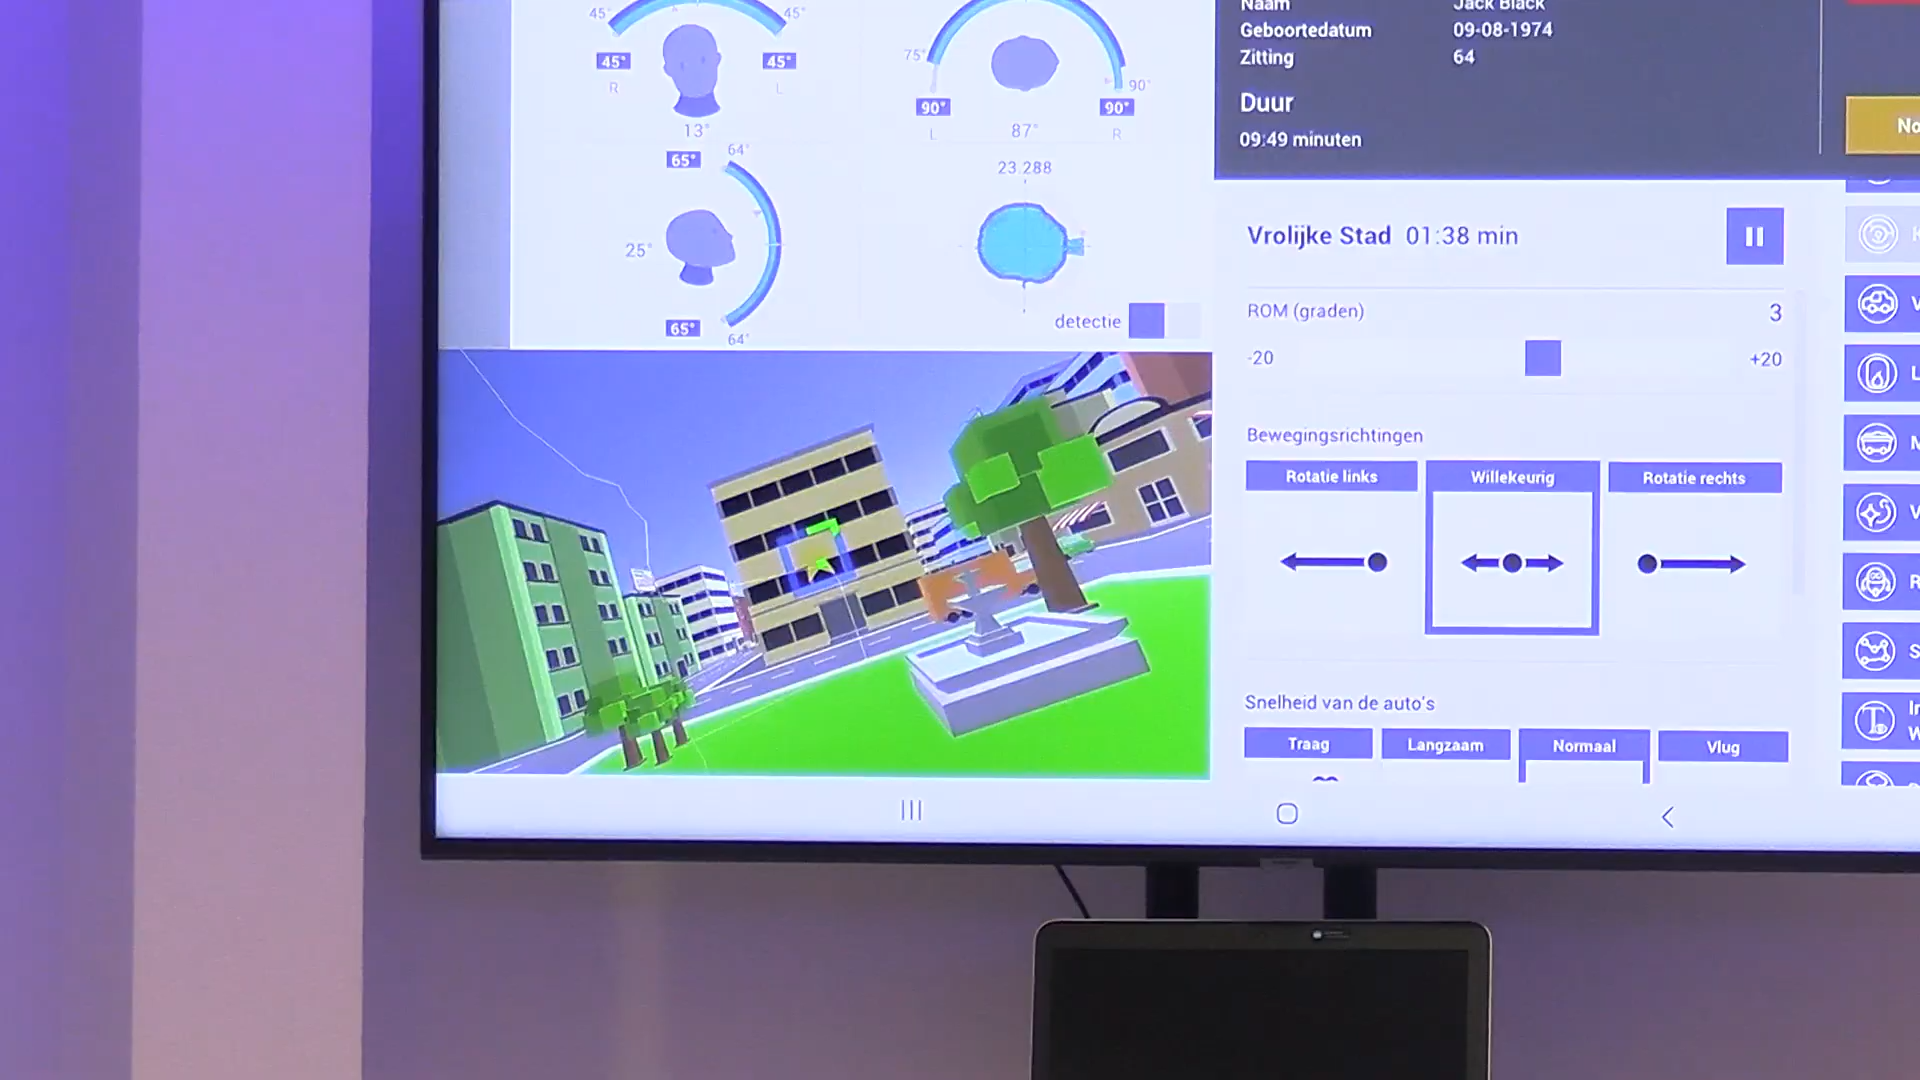 45°
45°
45°
45°
R
L
13°
75°
90°
90°
90°
L
87°
R
65°
64°
25°
65°
64°
23.288
detectie
Naam Jack Black
Geboortedatum 09-08-1974
Zitting 64
Duur
09:49 minuten
No
Vrolijke Stad 01:38 min
ROM (graden) 3
-20 +20
Bewegingsrichtingen
Rotatie links
Willekeurig
Rotatie rechts
Snelheid van de auto's
Traag
Langzaam
Normaal
Vlug